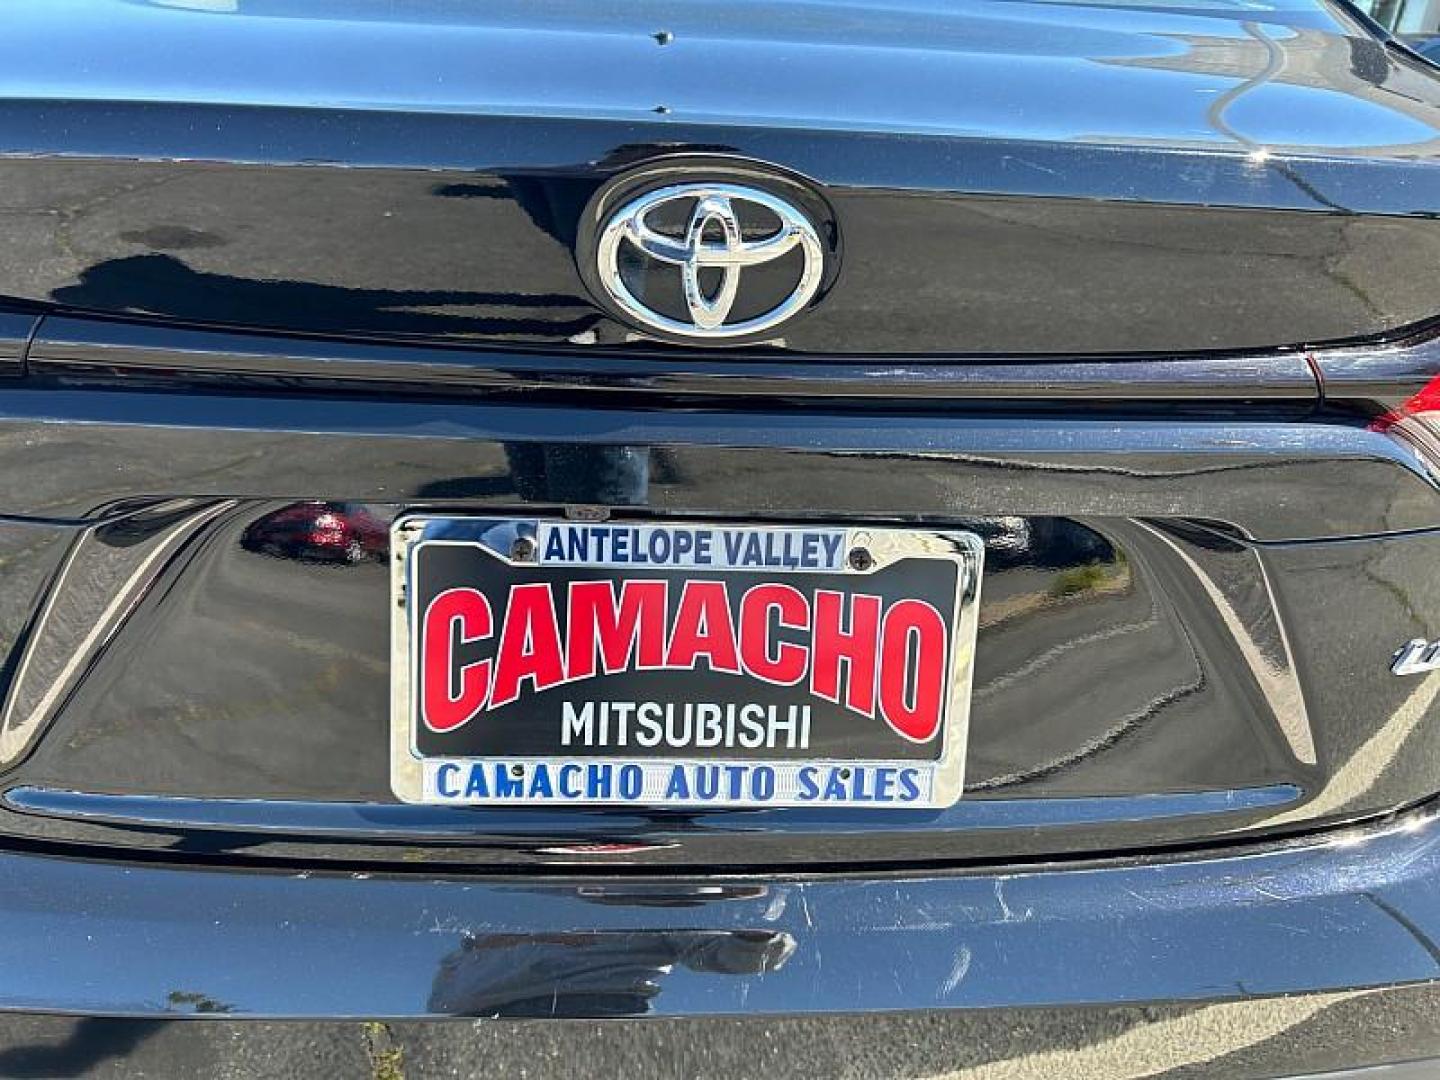 ANTELOPE VALLEY
CAMACHO
MITSUBISHI
CAMACHO AUTO SALES